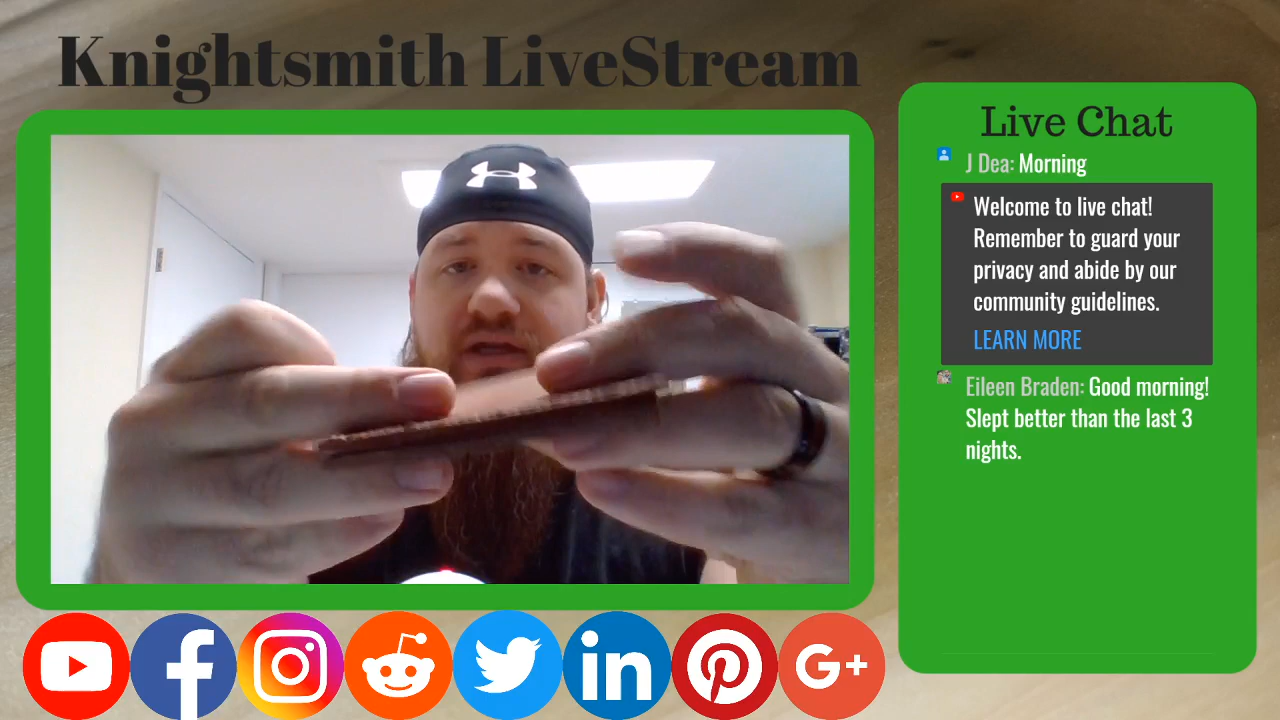 Knightsmith LiveStream
Live Chat
J Dea: Morning
Welcome to live chat!
Remember to guard your
privacy and abide by our
community guidelines.
LEARN MORE
Eileen Braden: Good morning!
Slept better than the last 3
nights.
in
G+